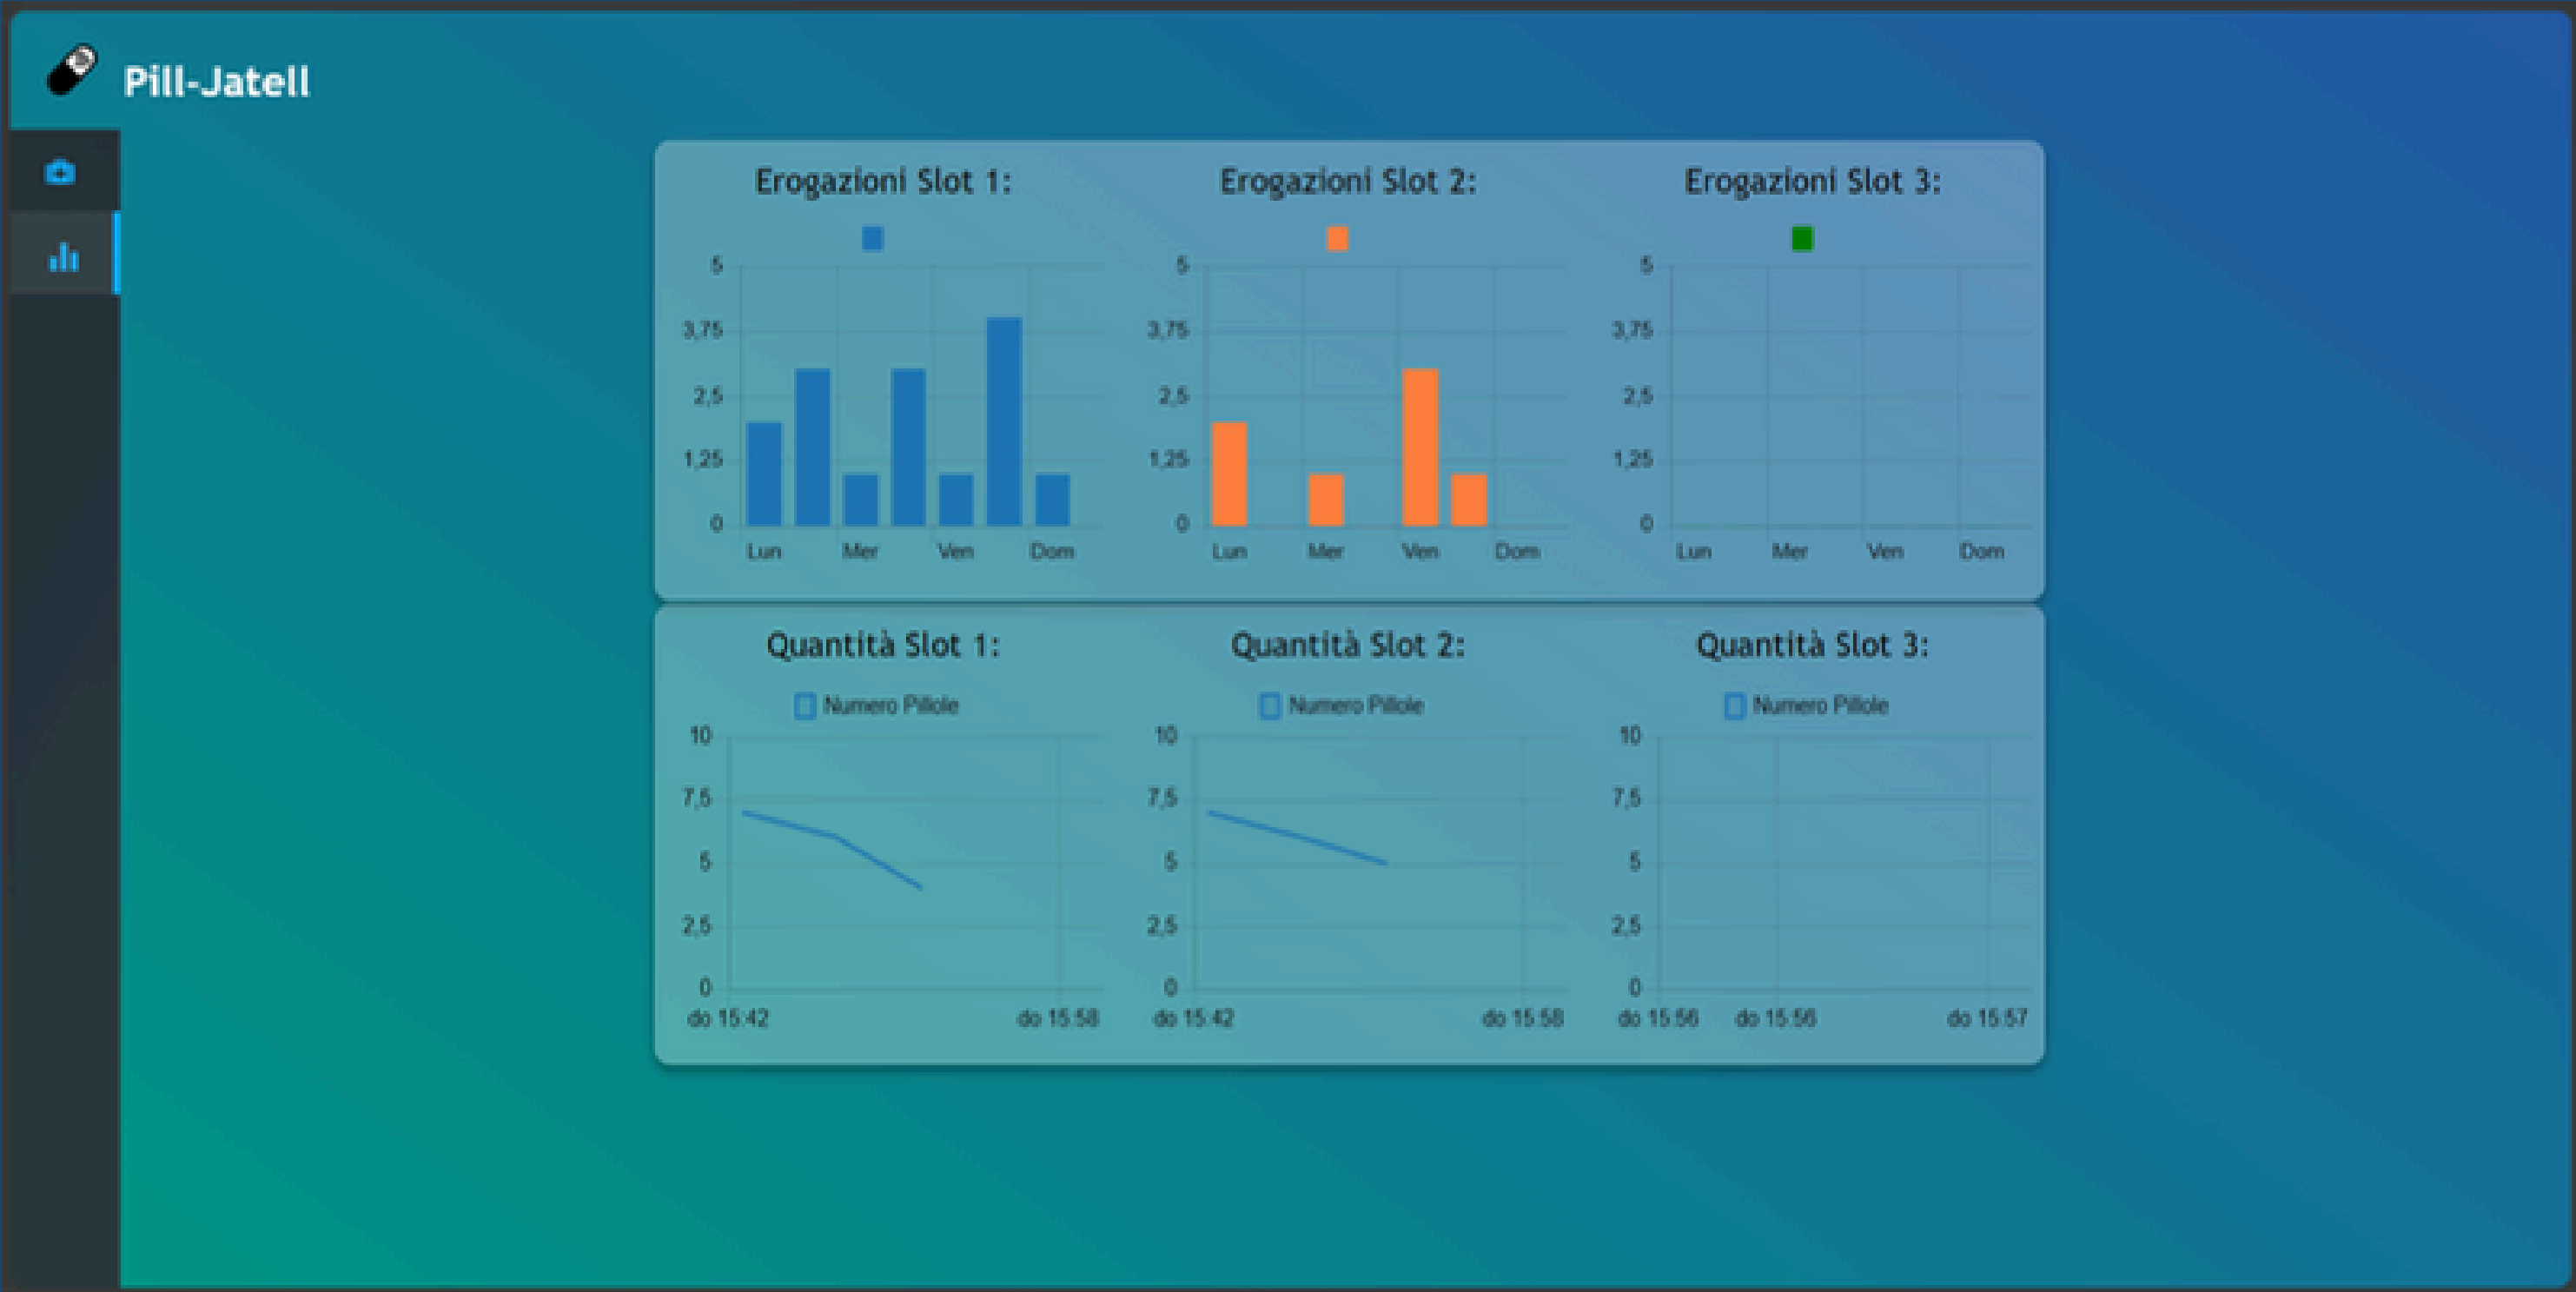 Pill-Jatell
Erogazioni Slot 1:
5
3,75
2,5
1,25
0
Lun Mer Ven Dom
Erogazioni Slot 2:
5
3,75
2,5
1,25
0
Lun Mer Ven Dom
Erogazioni Slot 3:
5
3,75
2,5
1,25
0
Lun Mer Ven Dom
Quantità Slot 1:
Numero Pillole
10
7,5
5
2,5
0
do 15:42 do 15:58
Quantità Slot 2:
Numero Pillole
10
7,5
5
2,5
0
do 15:42 do 15:58
Quantità Slot 3:
Numero Pillole
10
7,5
5
2,5
0
do 15:56 do 15:56 do 15:57